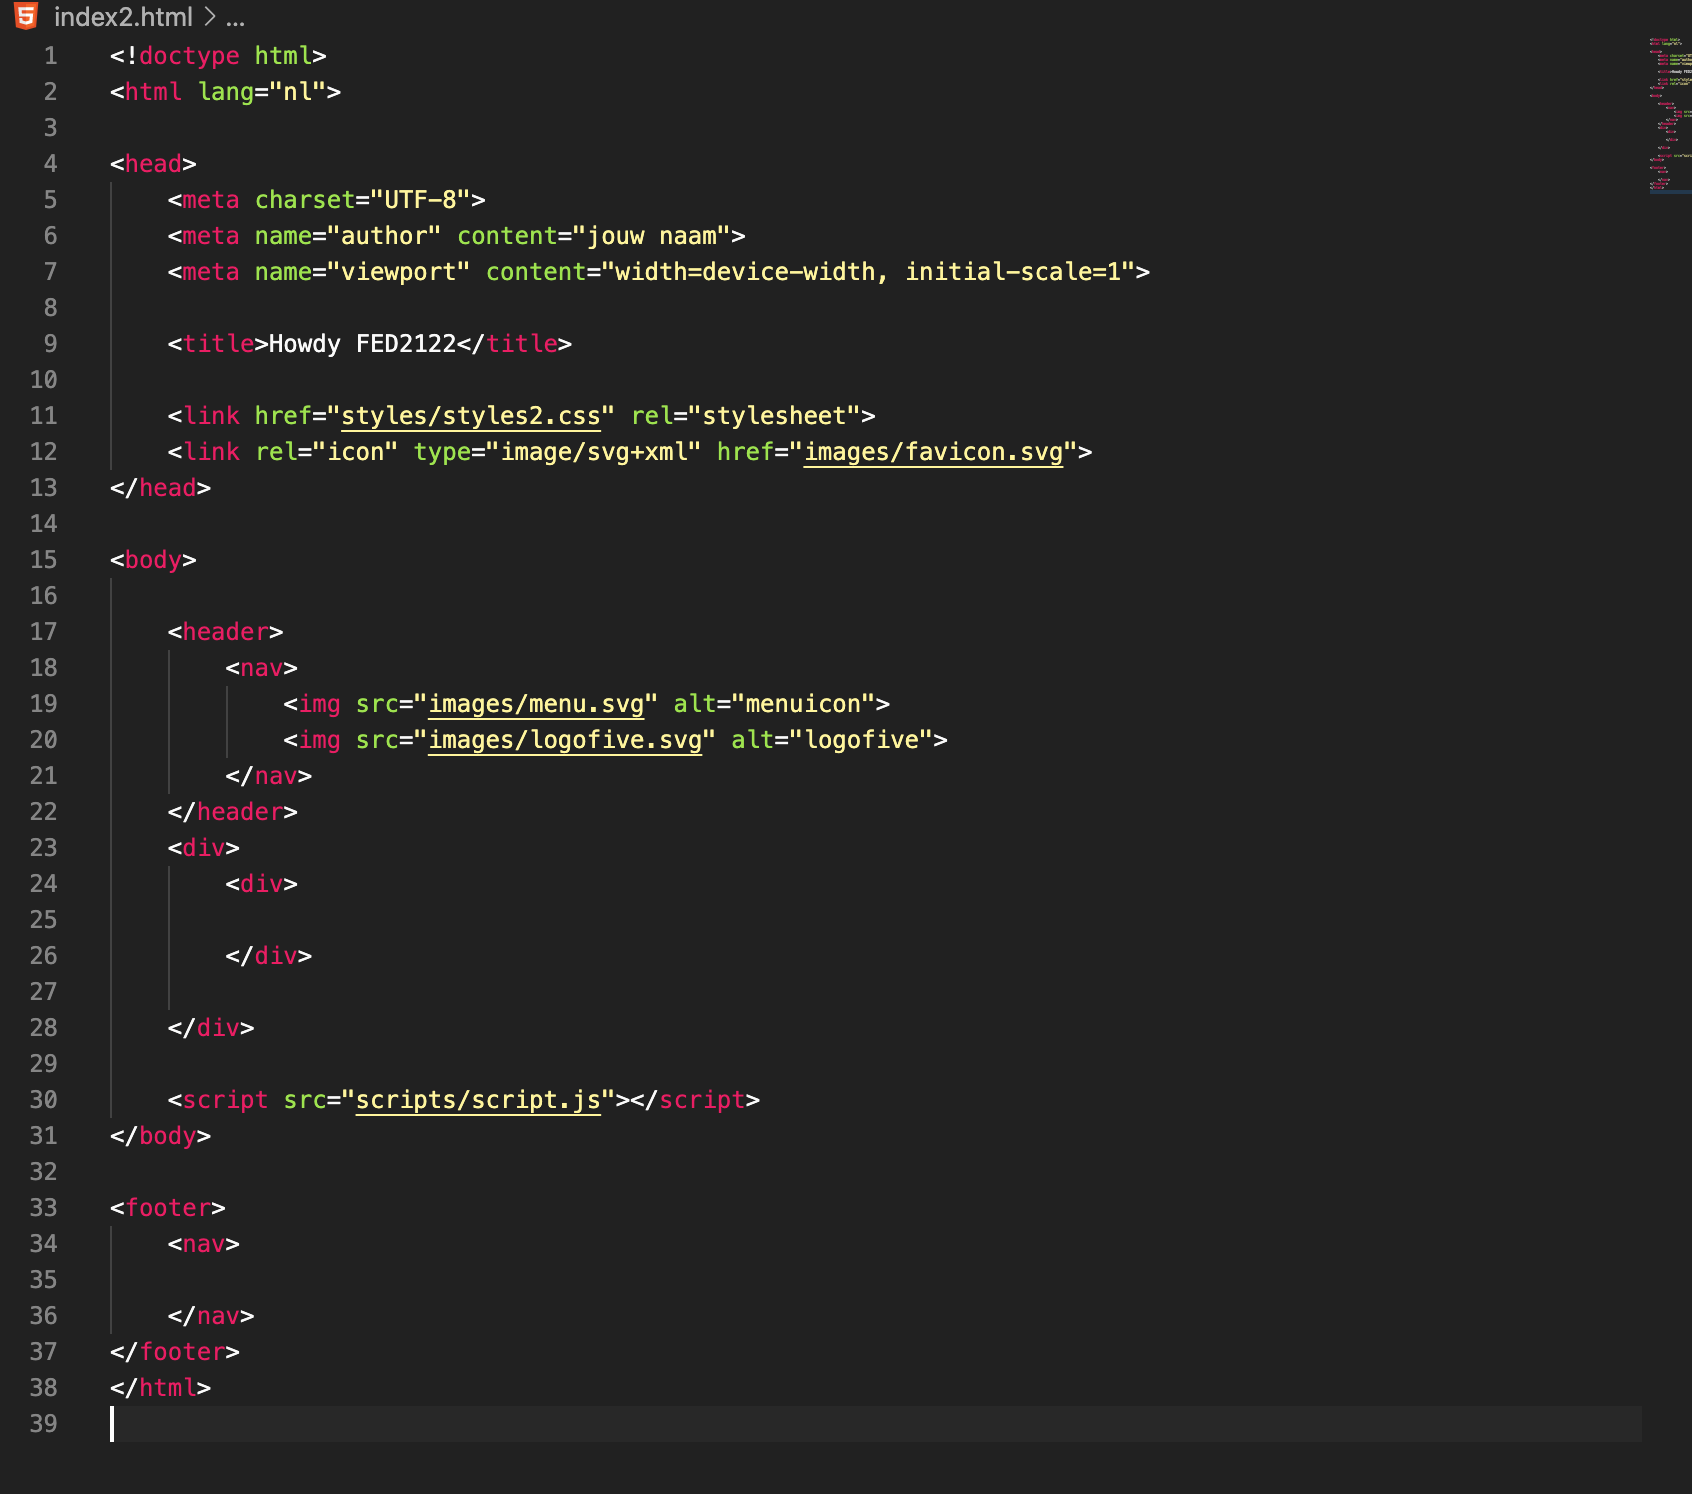 index2.html > ...
1 <!doctype html>
2 <html lang="nl">
3
4 <head>
5     <meta charset="UTF-8">
6     <meta name="author" content="jouw naam">
7     <meta name="viewport" content="width=device-width, initial-scale=1">
8
9     <title>Howdy FED2122</title>
10
11     <link href="styles/styles2.css" rel="stylesheet">
12     <link rel="icon" type="image/svg+xml" href="images/favicon.svg">
13 </head>
14
15 <body>
16
17     <header>
18         <nav>
19             <img src="images/menu.svg" alt="menuicon">
20             <img src="images/logofive.svg" alt="logofive">
21         </nav>
22     </header>
23     <div>
24         <div>
25
26         </div>
27
28     </div>
29
30     <script src="scripts/script.js"></script>
31 </body>
32
33 <footer>
34     <nav>
35
36     </nav>
37 </footer>
38 </html>
39